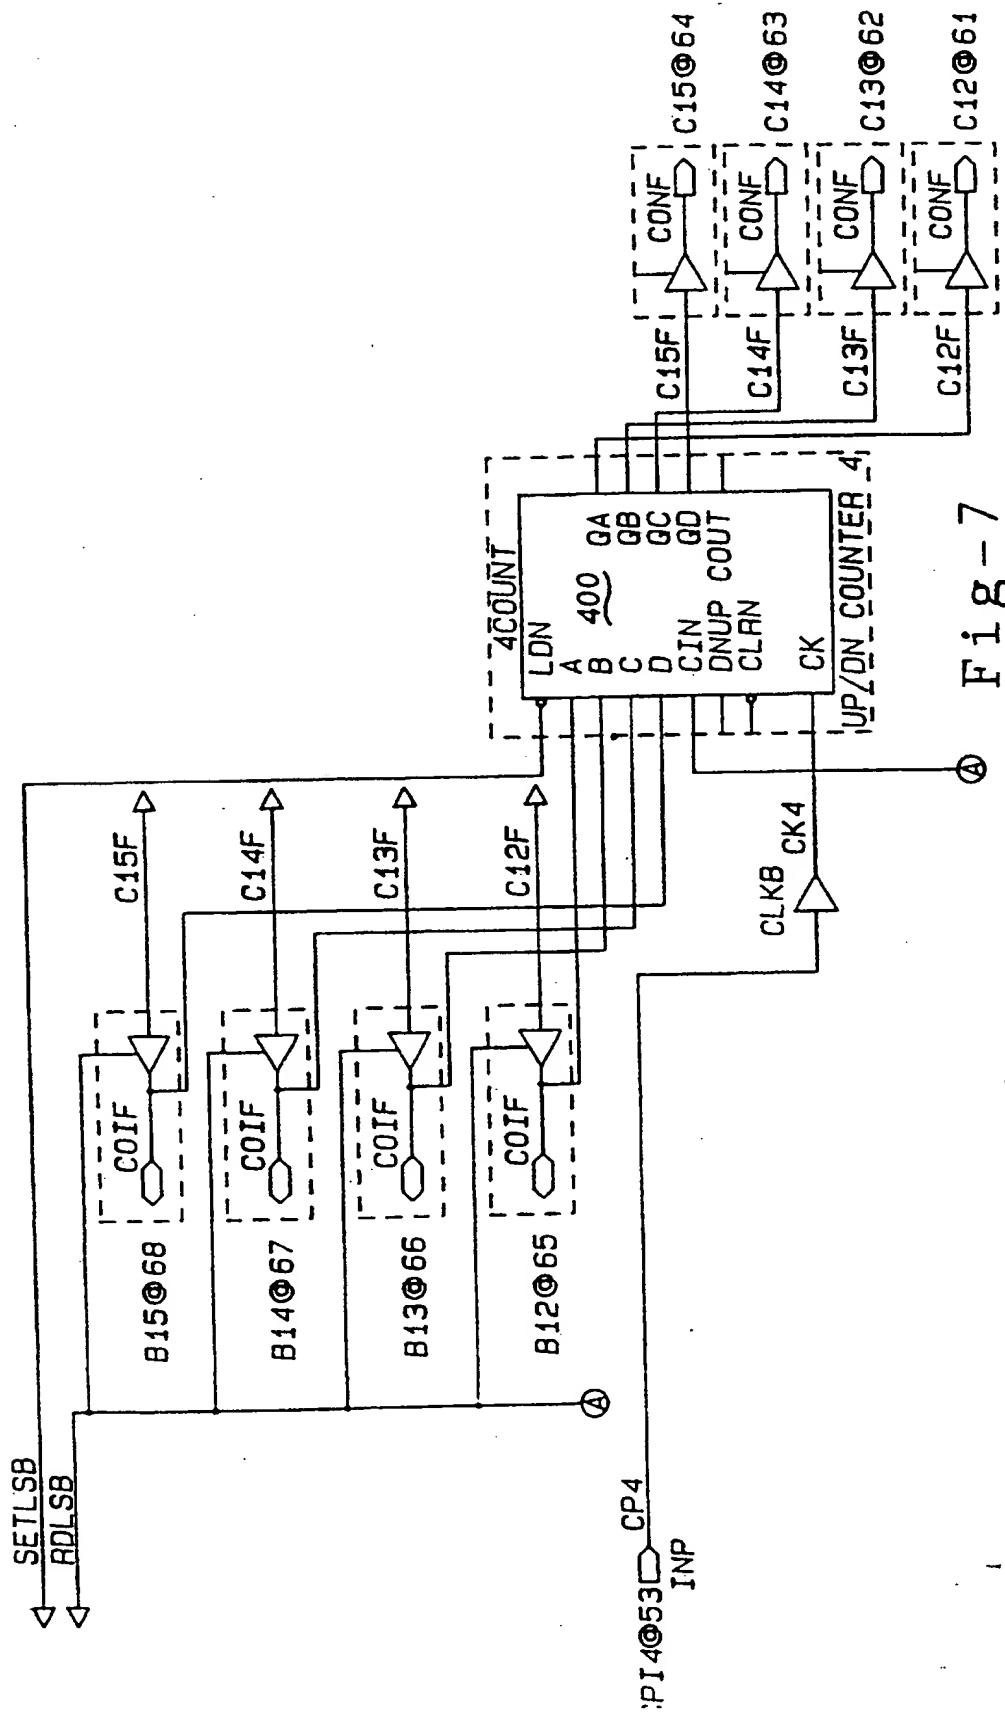 SETLSB
RDLSB
B15@68
COIF
C15F
B14@67
COIF
C14F
B13@66
COIF
C13F
B12@65
COIF
C12F
A
PI4@53
INP
CP4
CLKB
CK4
A
4COUNT
LDN
A
B
C
D
CIN
DNUP
CLRN
CK
400
QA
QB
QC
QD
COUT
UP/DN COUNTER 4
C15F
CONF
C15@64
C14F
CONF
C14@63
C13F
CONF
C13@62
C12F
CONF
C12@61
Fig-7